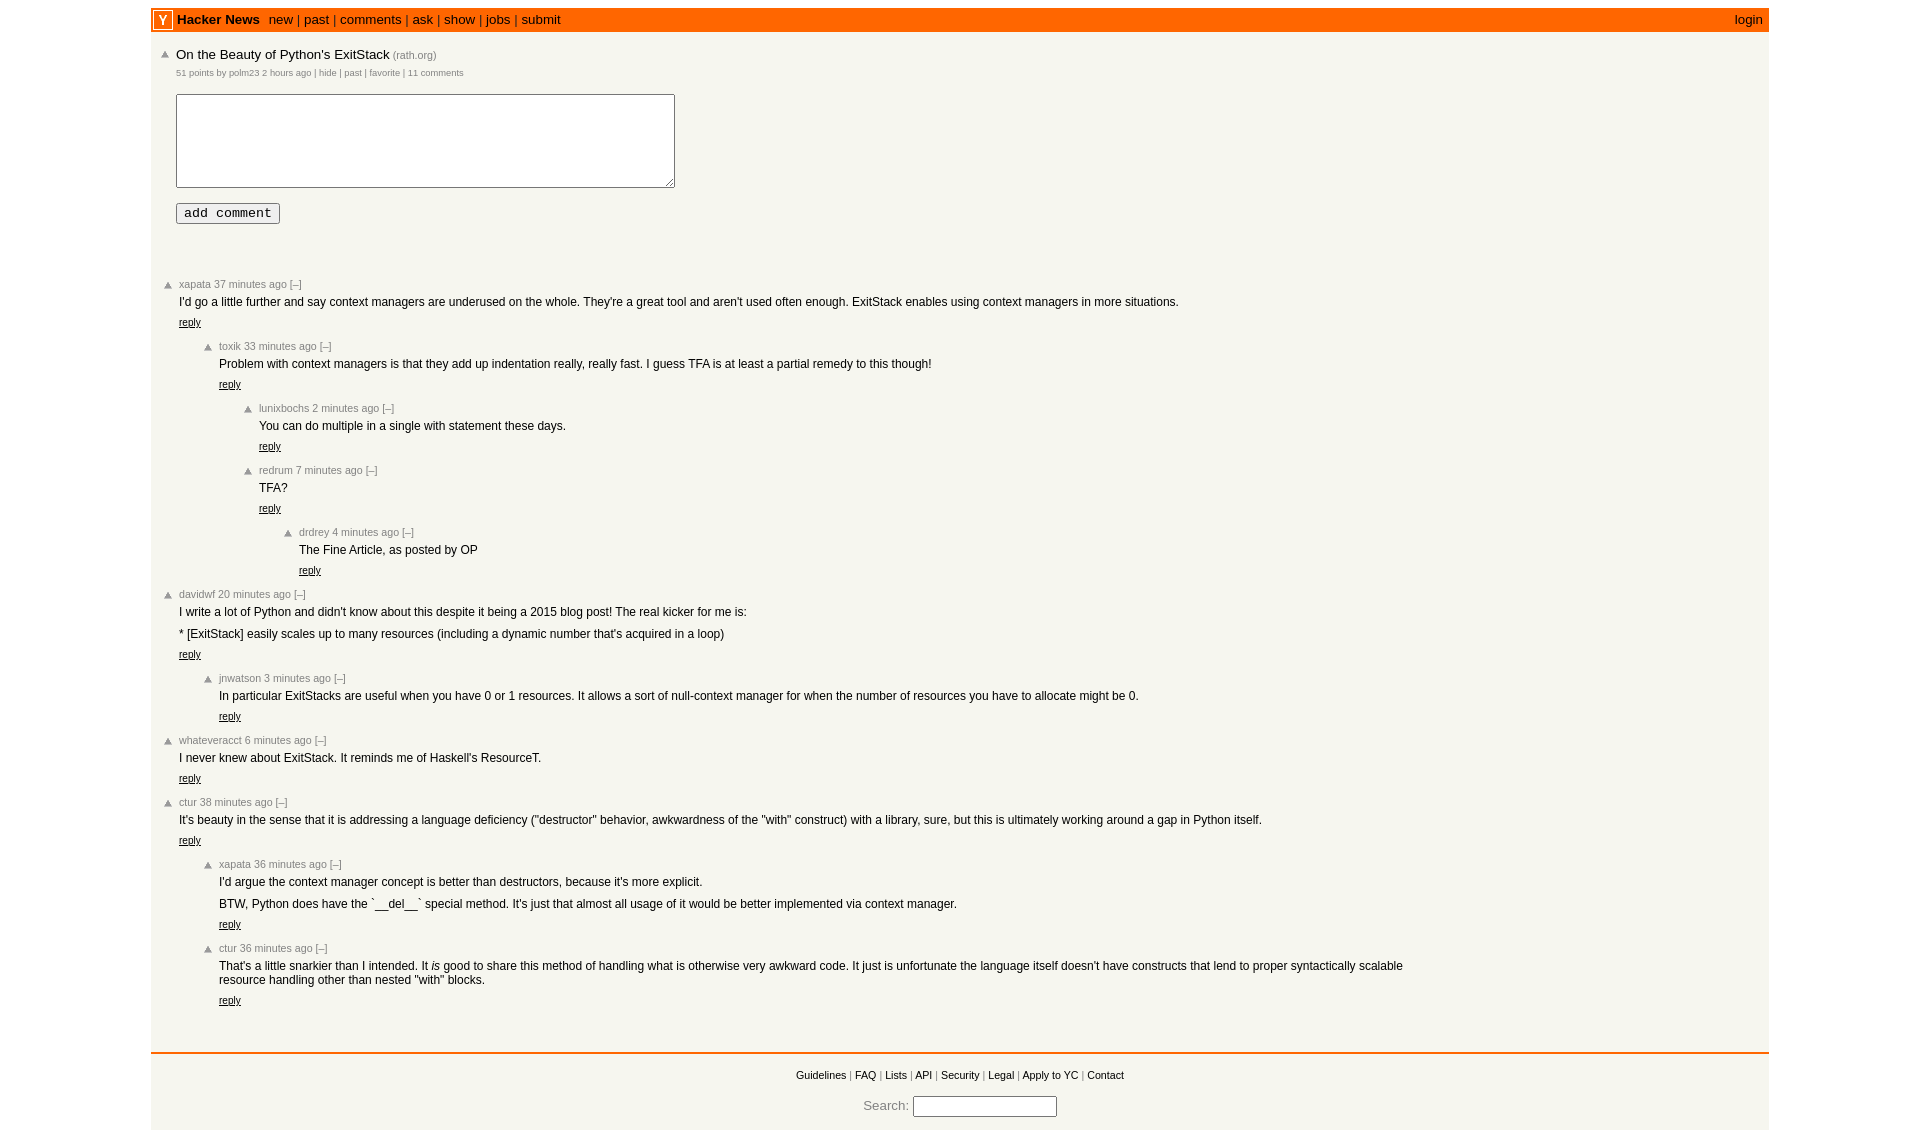 Y Hacker News new | past | comments | ask | show | jobs | submit login
On the Beauty of Python's ExitStack (rath.org)
51 points by polm23 2 hours ago | hide | past | favorite | 11 comments
add comment
xapata 37 minutes ago [–]
I'd go a little further and say context managers are underused on the whole. They're a great tool and aren't used often enough. ExitStack enables using context managers in more situations.
reply
toxik 33 minutes ago [–]
Problem with context managers is that they add up indentation really, really fast. I guess TFA is at least a partial remedy to this though!
reply
lunixbochs 2 minutes ago [–]
You can do multiple in a single with statement these days.
reply
redrum 7 minutes ago [–]
TFA?
reply
drdrey 4 minutes ago [–]
The Fine Article, as posted by OP
reply
davidwf 20 minutes ago [–]
I write a lot of Python and didn't know about this despite it being a 2015 blog post! The real kicker for me is:
* [ExitStack] easily scales up to many resources (including a dynamic number that's acquired in a loop)
reply
jnwatson 3 minutes ago [–]
In particular ExitStacks are useful when you have 0 or 1 resources. It allows a sort of null-context manager for when the number of resources you have to allocate might be 0.
reply
whateveracct 6 minutes ago [–]
I never knew about ExitStack. It reminds me of Haskell's ResourceT.
reply
ctur 38 minutes ago [–]
It's beauty in the sense that it is addressing a language deficiency ("destructor" behavior, awkwardness of the "with" construct) with a library, sure, but this is ultimately working around a gap in Python itself.
reply
xapata 36 minutes ago [–]
I'd argue the context manager concept is better than destructors, because it's more explicit.
BTW, Python does have the `__del__` special method. It's just that almost all usage of it would be better implemented via context manager.
reply
ctur 36 minutes ago [–]
That's a little snarkier than I intended. It is good to share this method of handling what is otherwise very awkward code. It just is unfortunate the language itself doesn't have constructs that lend to proper syntactically scalable
resource handling other than nested "with" blocks.
reply
Guidelines | FAQ | Lists | API | Security | Legal | Apply to YC | Contact
Search: